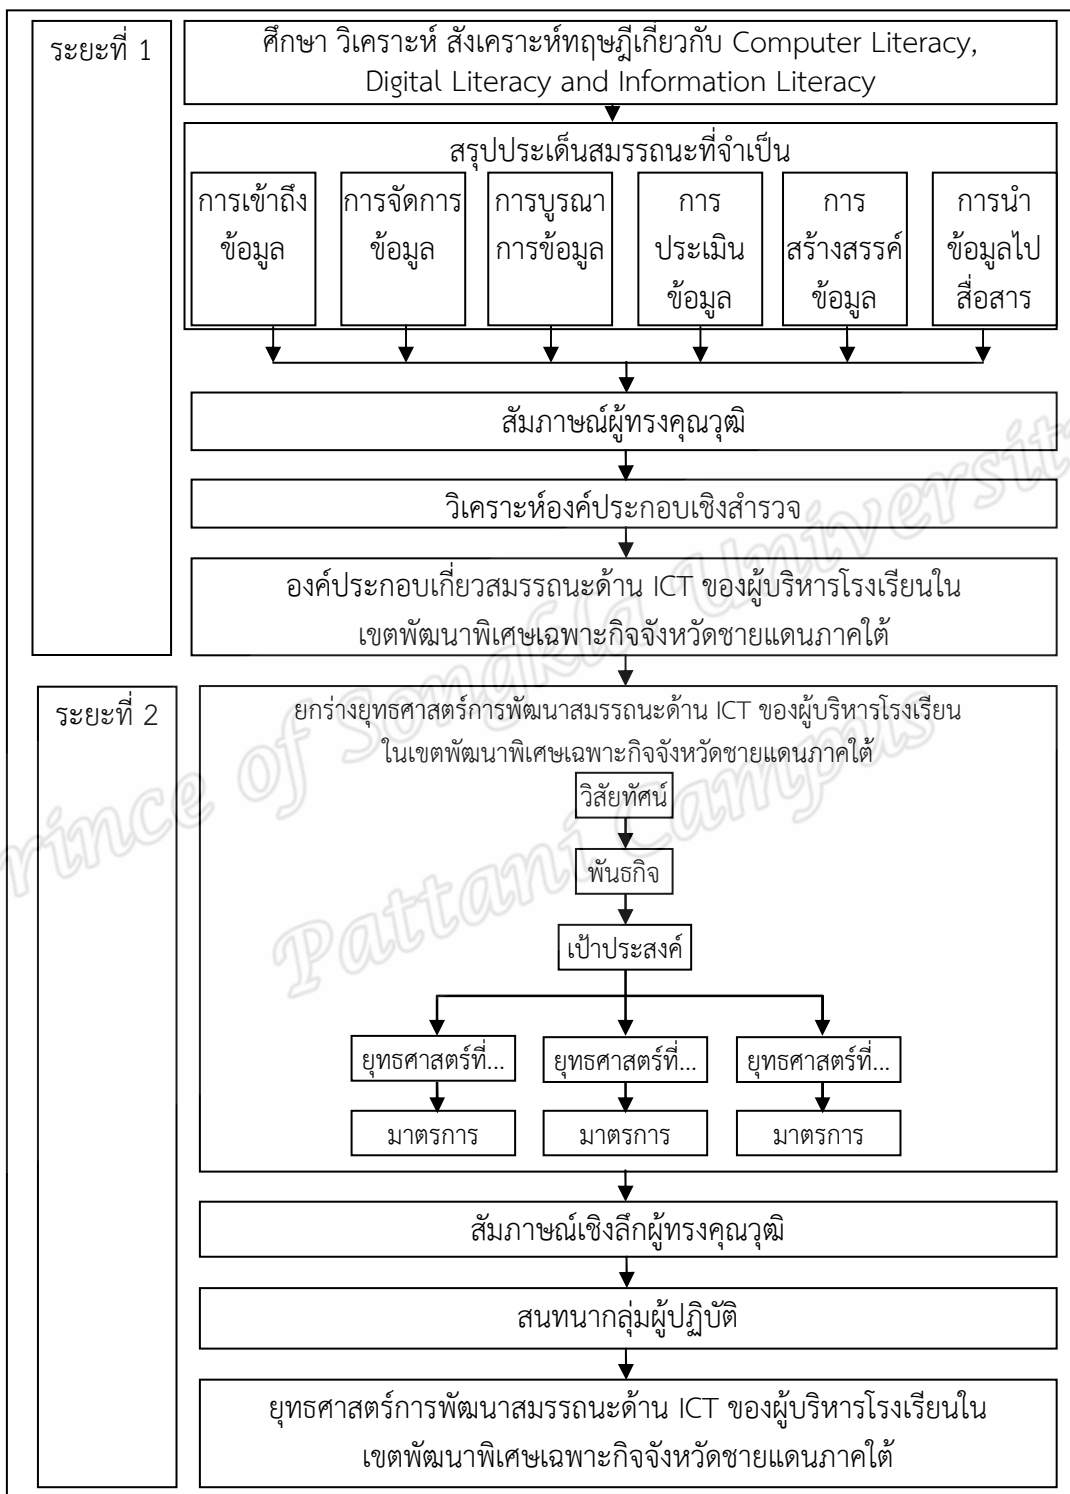 ระยะที่ 1
ศึกษา วิเคราะห์ สังเคราะห์ทฤษฎีเกี่ยวกับ Computer Literacy,
Digital Literacy and Information Literacy
สรุปประเด็นสมรรถนะที่จำเป็น
การเข้าถึง
ข้อมูล
การจัดการ
ข้อมูล
การบูรณา
การข้อมูล
การ
ประเมิน
ข้อมูล
การ
สร้างสรรค์
ข้อมูล
การนำ
ข้อมูลไป
สื่อสาร
สัมภาษณ์ผู้ทรงคุณวุฒิ
วิเคราะห์องค์ประกอบเชิงสำรวจ
องค์ประกอบเกี่ยวสมรรถนะด้าน ICT ของผู้บริหารโรงเรียนใน
เขตพัฒนาพิเศษเฉพาะกิจจังหวัดชายแดนภาคใต้
ระยะที่ 2
ยกร่างยุทธศาสตร์การพัฒนาสมรรถนะด้าน ICT ของผู้บริหารโรงเรียน
ในเขตพัฒนาพิเศษเฉพาะกิจจังหวัดชายแดนภาคใต้
วิสัยทัศน์
พันธกิจ
เป้าประสงค์
ยุทธศาสตร์ที่...
ยุทธศาสตร์ที่...
ยุทธศาสตร์ที่...
มาตรการ
มาตรการ
มาตรการ
สัมภาษณ์เชิงลึกผู้ทรงคุณวุฒิ
สนทนากลุ่มผู้ปฏิบัติ
ยุทธศาสตร์การพัฒนาสมรรถนะด้าน ICT ของผู้บริหารโรงเรียนใน
เขตพัฒนาพิเศษเฉพาะกิจจังหวัดชายแดนภาคใต้
Prince of Songkla University
Pattani Campus